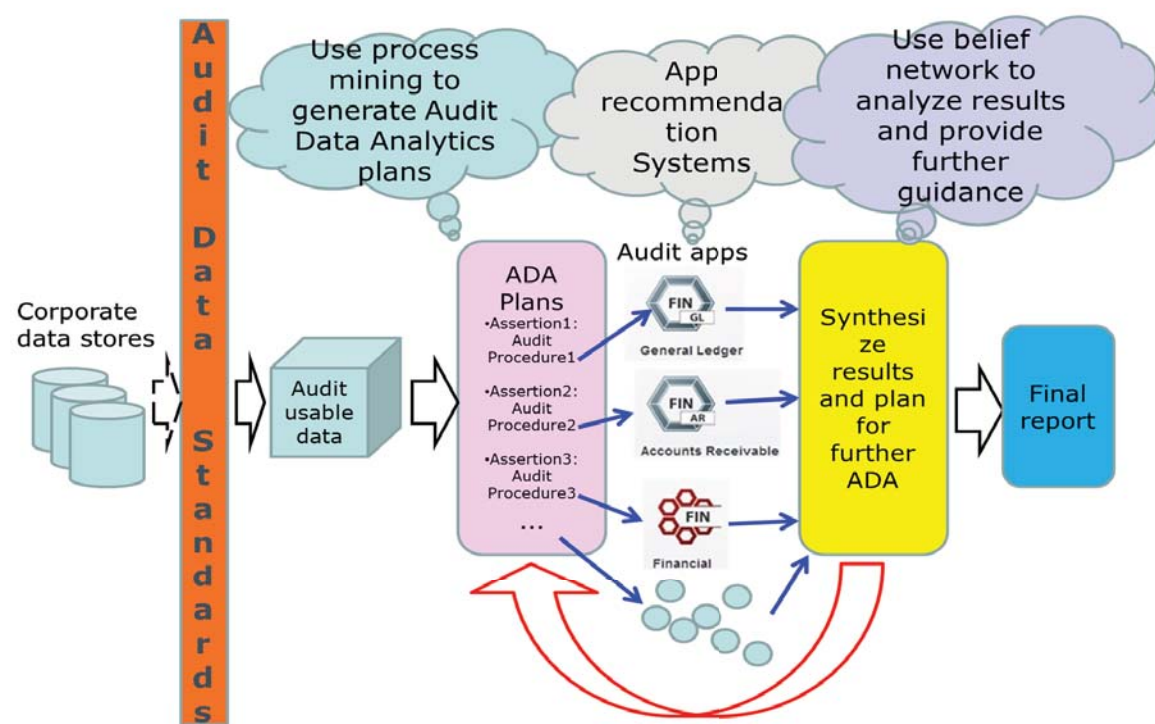 Audit Data Standards
Use process
mining to
generate Audit
Data Analytics
plans
App
recommenda
tion
Systems
Use belief
network to
analyze results
and provide
further
guidance
Corporate
data stores
Audit
usable
data
ADA
Plans
•Assertion1:
Audit
Procedure1
•Assertion2:
Audit
Procedure2
•Assertion3:
Audit
Procedure3
...
Audit apps
FIN
GL
General Ledger
FIN
AR
Accounts Receivable
FIN
Financial
Synthesi
ze
results
and plan
for
further
ADA
Final
report